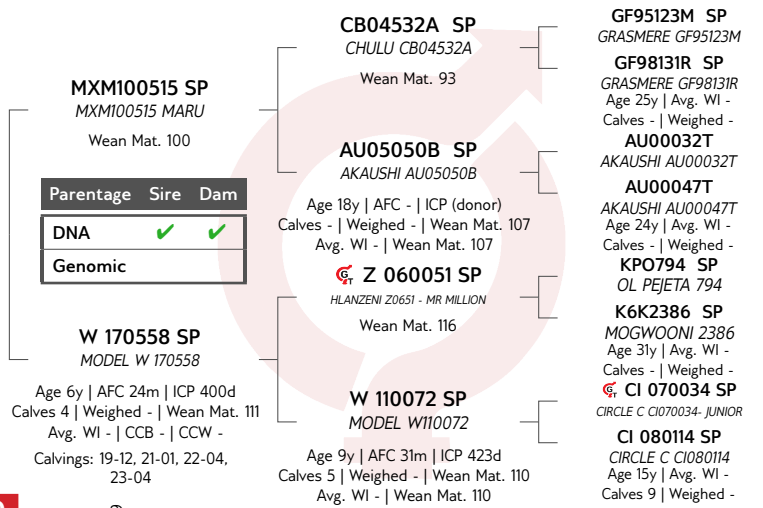 MXM100515 SP
MXM100515 MARU
Wean Mat. 100
Parentage Sire Dam
DNA ✔ ✔
Genomic
W 170558 SP
MODEL W 170558
Age 6y | AFC 24m | ICP 400d
Calves 4 | Weighed - | Wean Mat. 111
Avg. WI - | CCB - | CCW -
Calvings: 19-12, 21-01, 22-04,
23-04
CB04532A SP
CHULU CB04532A
Wean Mat. 93
AU05050B SP
AKAUSHI AU05050B
Age 18y | AFC - | ICP (donor)
Calves - | Weighed - | Wean Mat. 107
Avg. WI - | Wean Mat. 107
GT Z 060051 SP
HLANZENI Z0651 - MR MILLION
Wean Mat. 116
W 110072 SP
MODEL W110072
Age 9y | AFC 31m | ICP 423d
Calves 5 | Weighed - | Wean Mat. 110
Avg. WI - | Wean Mat. 110
GF95123M SP
GRASMERE GF95123M
GF98131R SP
GRASMERE GF98131R
Age 25y | Avg. WI -
Calves - | Weighed -
AU00032T
AKAUSHI AU00032T
AU00047T
AKAUSHI AU00047T
Age 24y | Avg. WI -
Calves - | Weighed -
KPO794 SP
OL PEJETA 794
K6K2386 SP
MOGWOONI 2386
Age 31y | Avg. WI -
Calves - | Weighed -
GT CI 070034 SP
CIRCLE C CI070034- JUNIOR
CI 080114 SP
CIRCLE C CI080114
Age 15y | Avg. WI -
Calves 9 | Weighed -